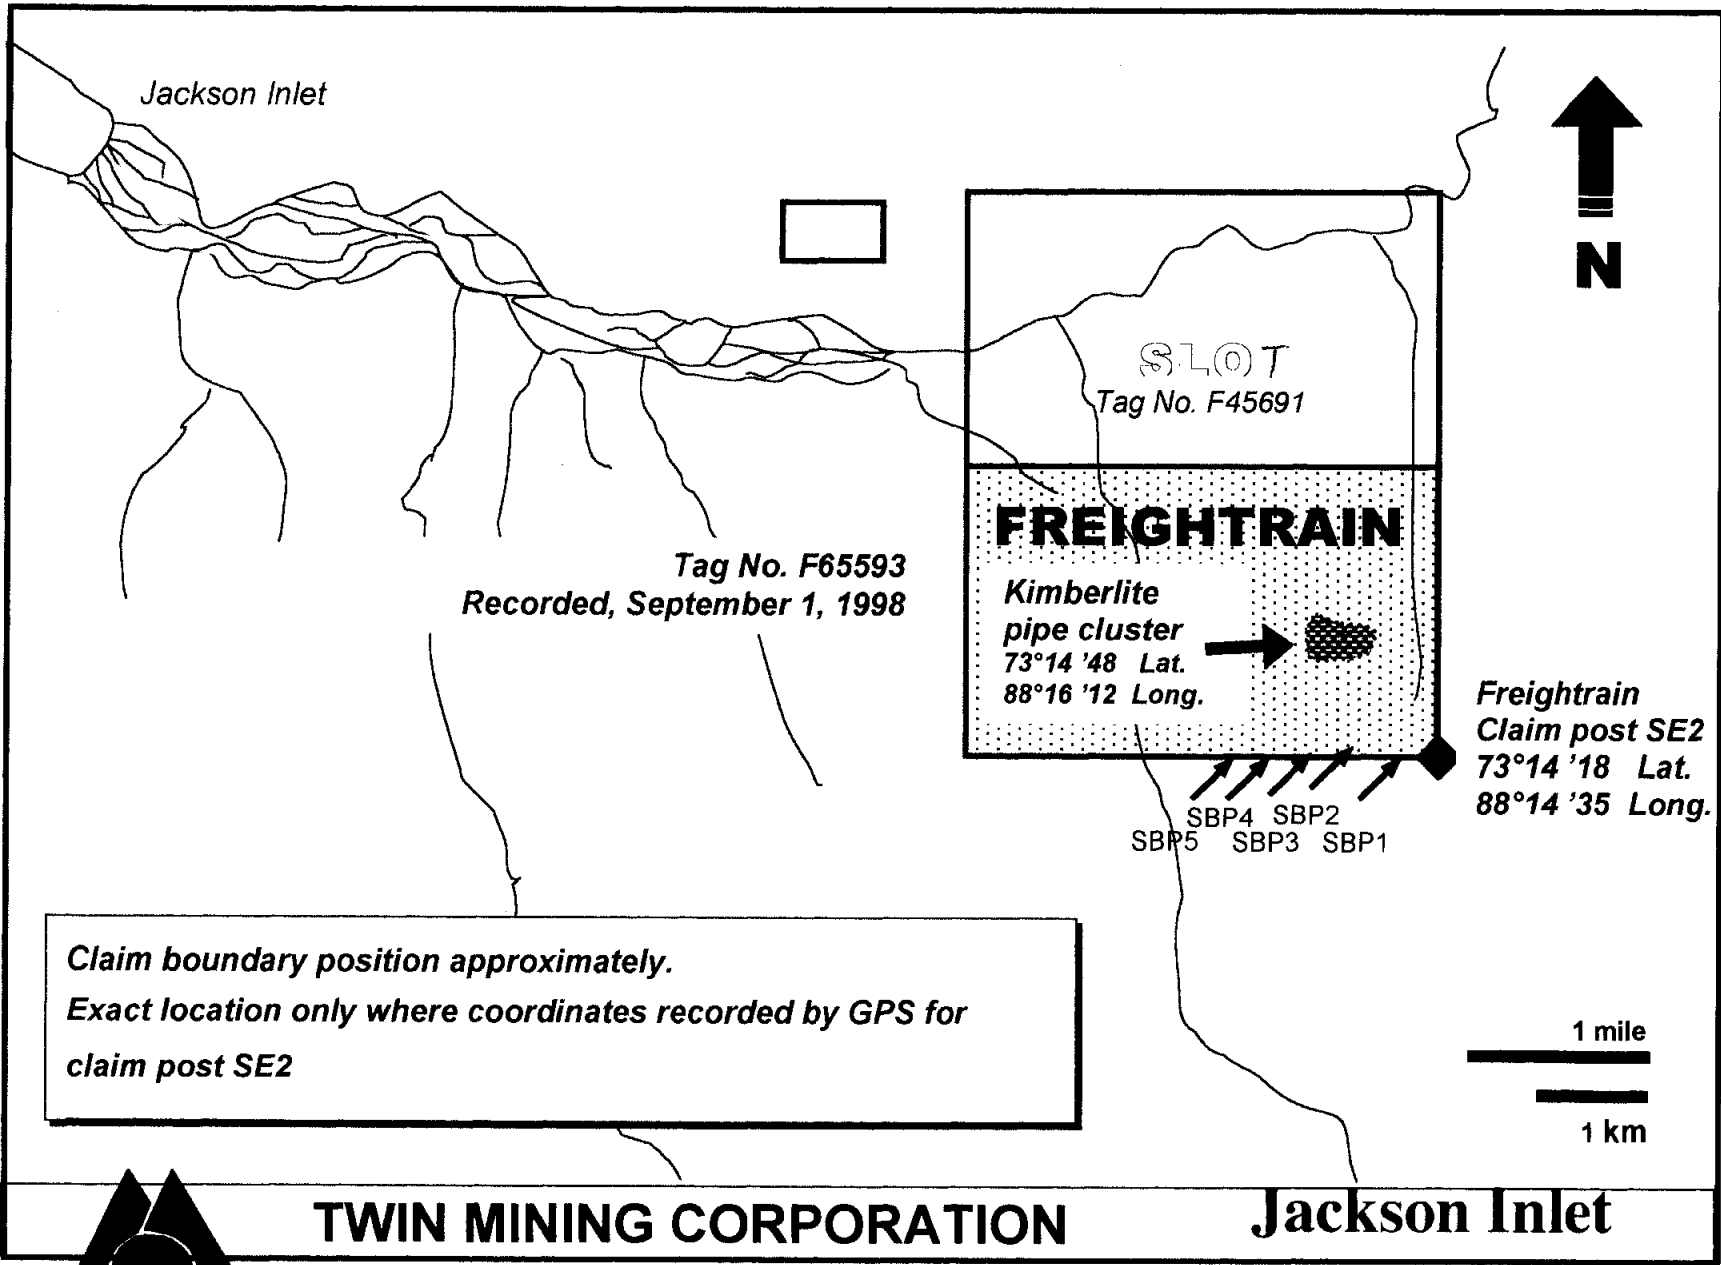 Jackson Inlet
N
SLOT
Tag No. F45691
FREIGHTRAIN
Tag No. F65593
Recorded, September 1, 1998
Kimberlite
pipe cluster
73°14 '48 Lat.
88°16 '12 Long.
Freightrain
Claim post SE2
73°14 '18 Lat.
88°14 '35 Long.
SBP4 SBP2
SBP5 SBP3 SBP1
Claim boundary position approximately.
Exact location only where coordinates recorded by GPS for
claim post SE2
1 mile
1 km
TWIN MINING CORPORATION
Jackson Inlet